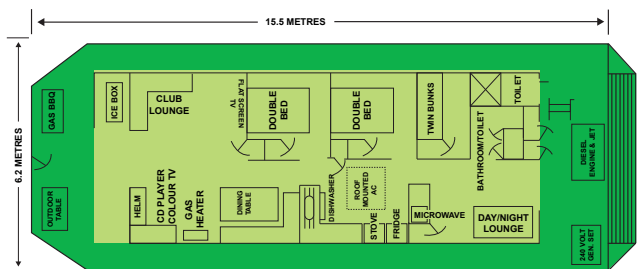 15.5 METRES
6.2 METRES
GAS BBQ
ICE BOX
CLUB
LOUNGE
FLAT SCREEN
TV
DOUBLE
BED
DOUBLE
BED
TWIN BUNKS
TOILET
BATHROOM/TOILET
DIESEL
ENGINE & JET
OUTDOOR
TABLE
HELM
CD PLAYER
COLOUR TV
GAS
HEATER
DINING
TABLE
DISHWASHER
ROOF
MOUNTED
AC
STOVE
FRIDGE
MICROWAVE
DAY/NIGHT
LOUNGE
240 VOLT
GEN. SET